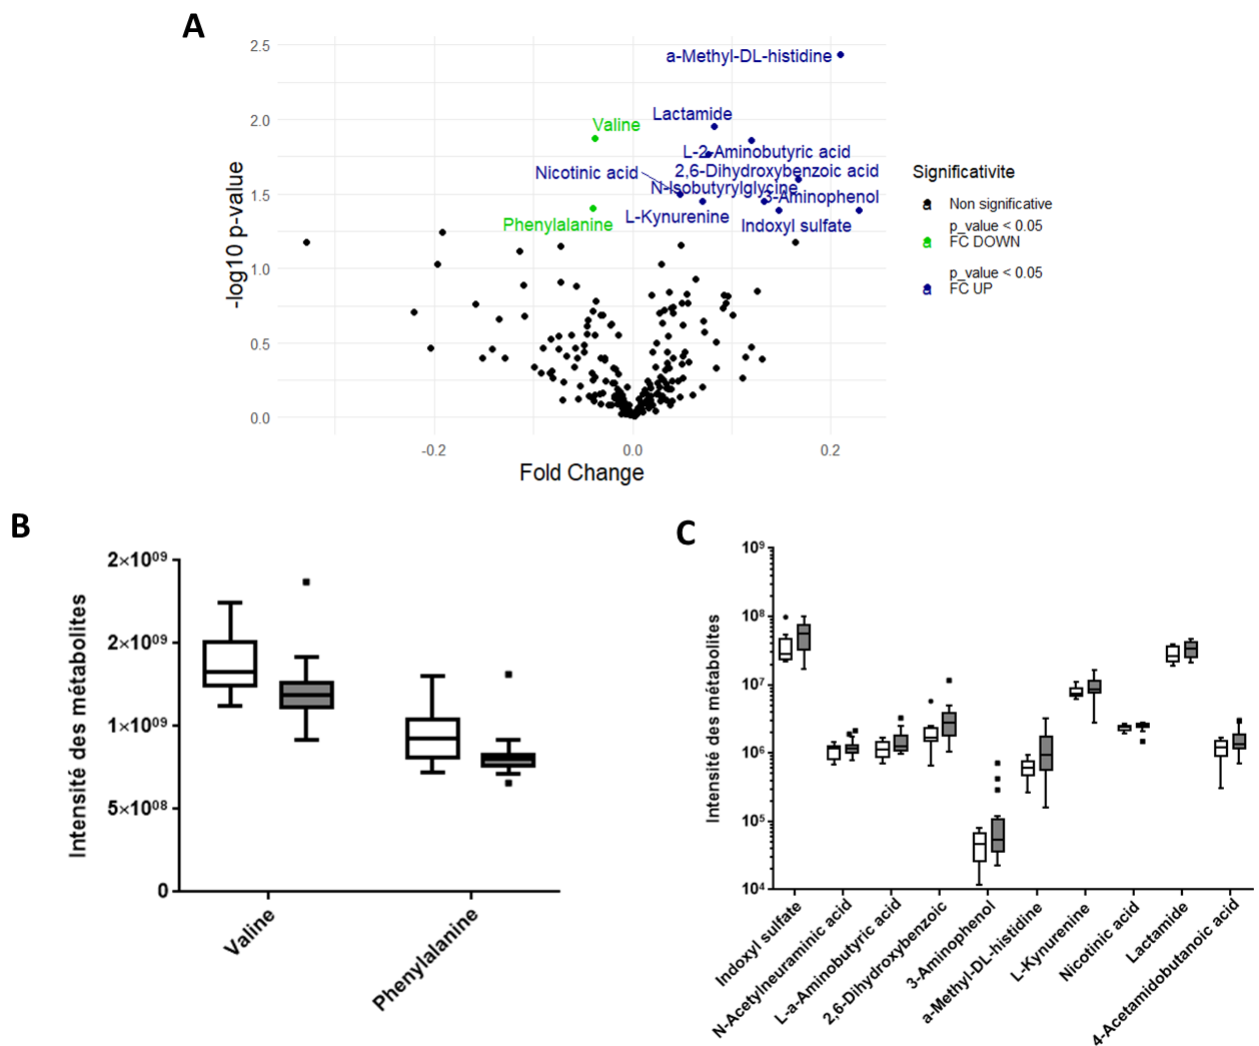 A
2.5
2.0
1.5
1.0
0.5
0.0
-log10 p-value
a-Methyl-DL-histidine
Lactamide
Valine
L-2-Aminobutyric acid
2,6-Dihydroxybenzoic acid
Nicotinic acid
N-Isobutyrylglycine
3-Aminophenol
L-Kynurenine
Phenylalanine
Indoxyl sulfate
-0.2
0.0
0.2
Fold Change
Significativite
Non significative
p_value < 0.05
FC DOWN
p_value < 0.05
FC UP
B
Intensité des métabolites
2×10⁰⁹
2×10⁰⁹
1×10⁰⁹
5×10⁰⁸
0
Valine
Phenylalanine
C
Intensité des métabolites
10⁹
10⁸
10⁷
10⁶
10⁵
10⁴
Indoxyl sulfate
N-Acetylneuraminic acid
L-a-Aminobutyric acid
2,6-Dihydroxybenzoic
3-Aminophenol
a-Methyl-DL-histidine
L-Kynurenine
Nicotinic acid
Lactamide
4-Acetamidobutanoic acid